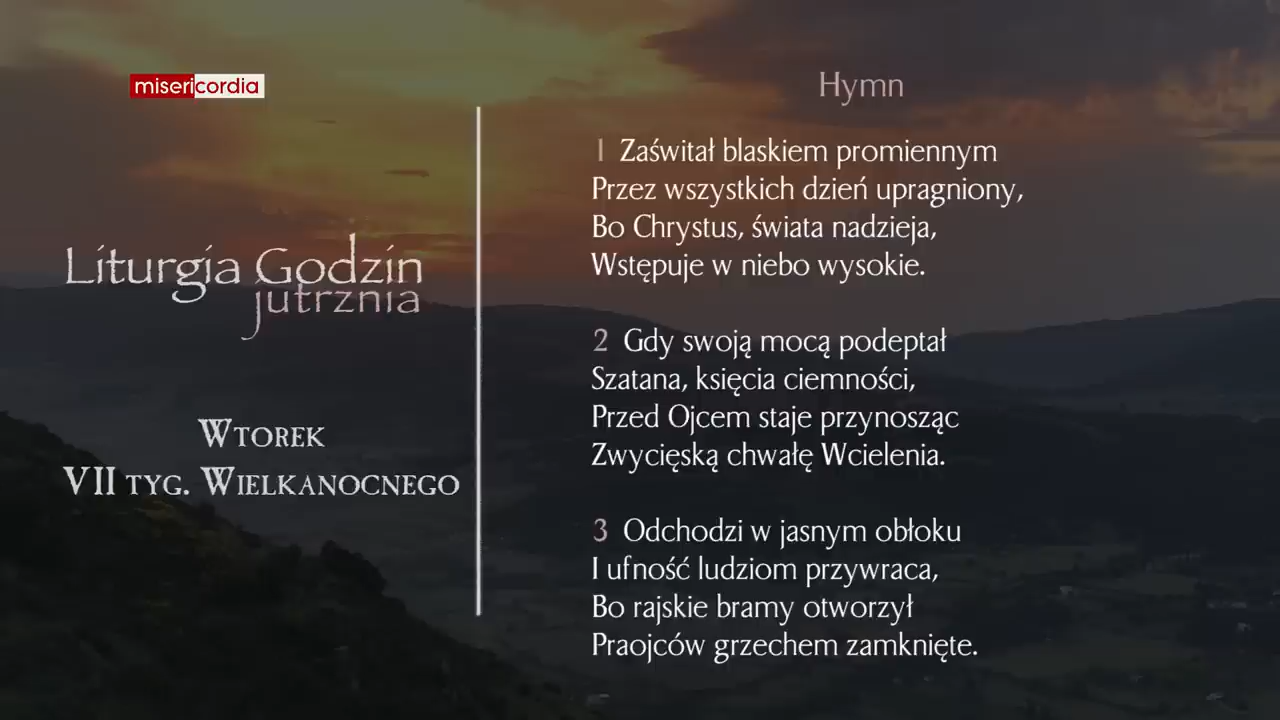 misericordia
Liturgia Godzin
jutrznia
Wtorek
VII tyg. Wielkanocnego
Hymn
1 Zaświtał blaskiem promiennym
Przez wszystkich dzień upragniony,
Bo Chrystus, świata nadzieja,
Wstępuje w niebo wysokie.
2 Gdy swoją mocą podeptał
Szatana, księcia ciemności,
Przed Ojcem staje przynosząc
Zwycięską chwałę Wcielenia.
3 Odchodzi w jasnym obłoku
I ufność ludziom przywraca,
Bo rajskie bramy otworzył
Praojców grzechem zamknięte.